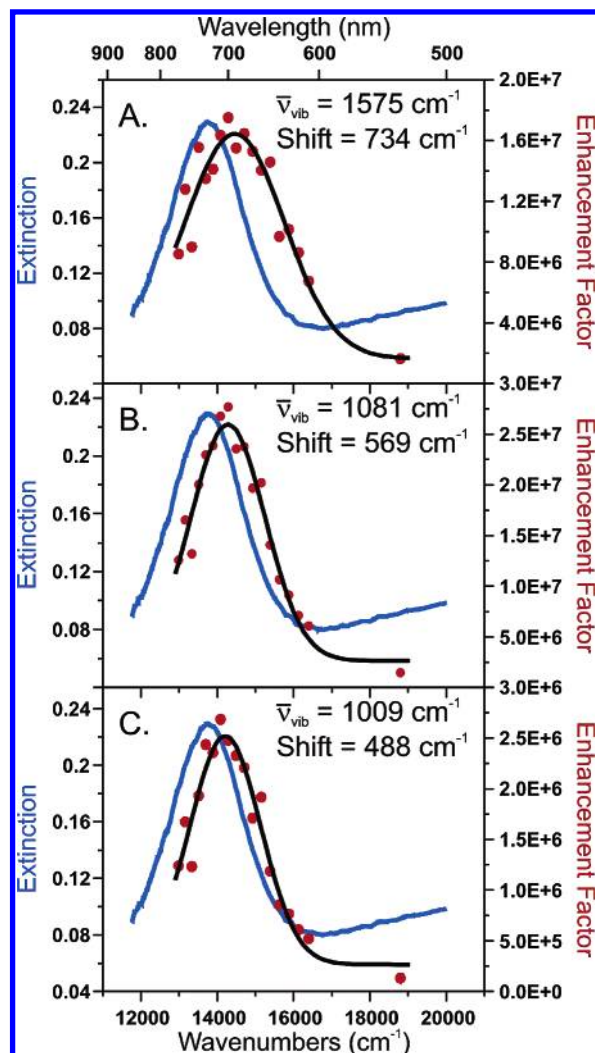 Wavelength (nm)
900 800 700 600 500
A.
ν̄vib = 1575 cm-1
Shift = 734 cm-1
0.24
0.2
0.16
0.12
0.08
Extinction
2.0E+7
1.6E+7
1.2E+7
8.0E+6
4.0E+6
3.0E+7
Enhancement Factor
B.
ν̄vib = 1081 cm-1
Shift = 569 cm-1
0.24
0.2
0.16
0.12
0.08
Extinction
2.5E+7
2.0E+7
1.5E+7
1.0E+7
5.0E+6
3.0E+6
Enhancement Factor
C.
ν̄vib = 1009 cm-1
Shift = 488 cm-1
0.24
0.2
0.16
0.12
0.08
0.04
Extinction
2.5E+6
2.0E+6
1.5E+6
1.0E+6
5.0E+5
0.0E+0
Enhancement Factor
12000 14000 16000 18000 20000
Wavenumbers (cm-1)